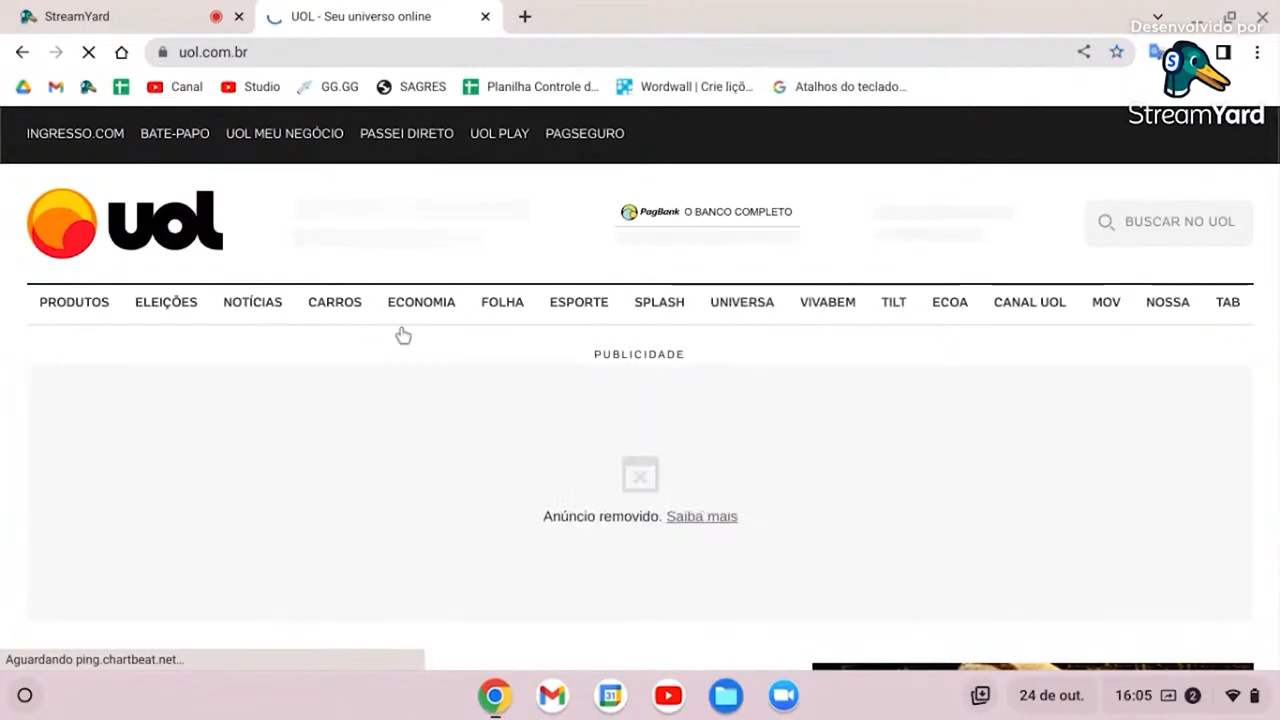 StreamYard
UOL - Seu universo online
Desenvolvido por
StreamYard
uol.com.br
Canal
Studio
GG.GG
SAGRES
Planilha Controle d...
Wordwall | Crie liçõ...
Atalhos do teclado...
INGRESSO.COM BATE-PAPO UOL MEU NEGÓCIO PASSEI DIRETO UOL PLAY PAGSEGURO
UOL
PagBank O BANCO COMPLETO
BUSCAR NO UOL
PRODUTOS ELEIÇÕES NOTÍCIAS CARROS ECONOMIA FOLHA ESPORTE SPLASH UNIVERSA VIVABEM TILT ECOA CANAL UOL MOV NOSSA TAB
PUBLICIDADE
Anúncio removido. Saiba mais
Aguardando ping.chartbeat.net...
31
24 de out.
16:05
2